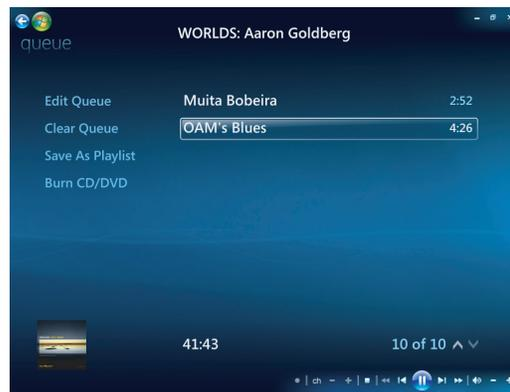 queue
WORLDS: Aaron Goldberg
Edit Queue
Clear Queue
Save As Playlist
Burn CD/DVD
Muita Bobeira 2:52
OAM's Blues 4:26
41:43
10 of 10
ch